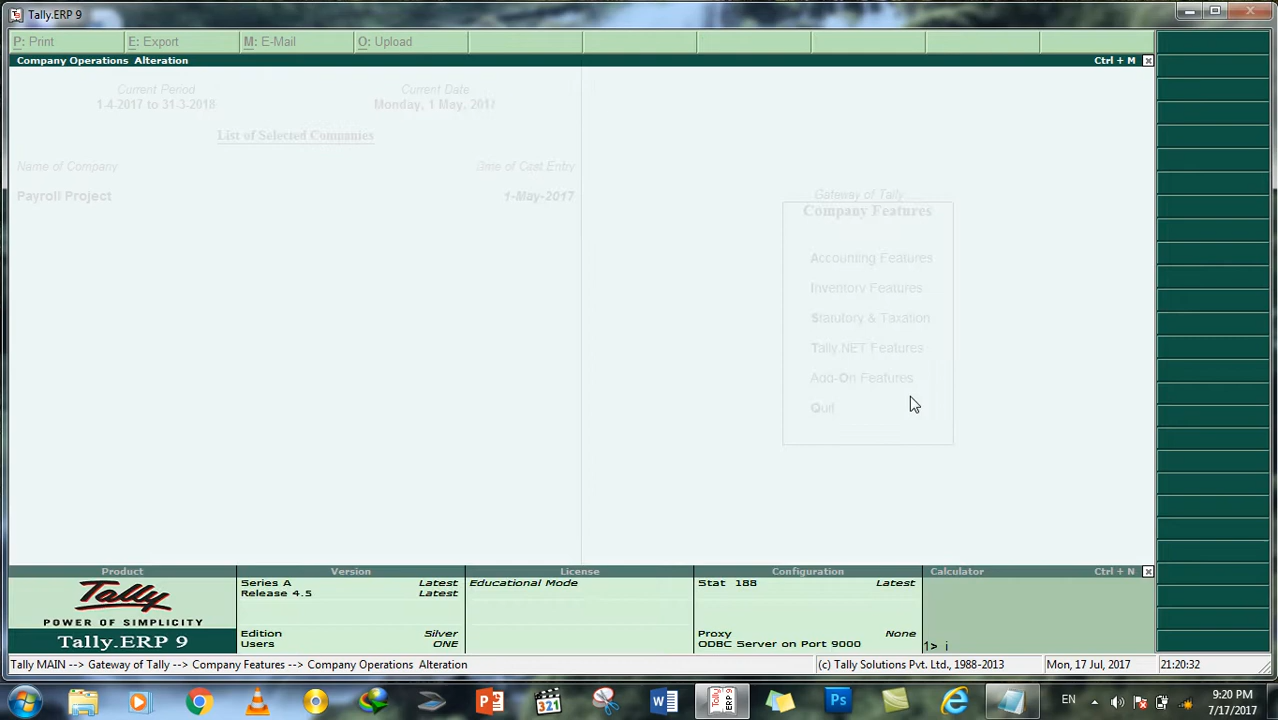 Tally.ERP 9
P: Print E: Export M: E-Mail O: Upload
Company Operations Alteration Ctrl + M
Current Period Current Date
1-4-2017 to 31-3-2018 Monday, 1 May, 2017
List of Selected Companies
Name of Company Date of Last Entry
Payroll Project 1-May-2017
Gateway of Tally ......
Company Features
Accounting Features
Inventory Features
Statutory & Taxation
Tally.NET Features
Add-On Features
Quit
Product Version License Configuration Calculator Ctrl + N
Tally
POWER OF SIMPLICITY
Tally.ERP 9
Series A Latest
Release 4.5 Latest
Edition Silver
Users ONE
Educational Mode
Stat 188 Latest
Proxy None
ODBC Server on Port 9000
1> i
Tally MAIN --> Gateway of Tally --> Company Features --> Company Operations Alteration (c) Tally Solutions Pvt. Ltd., 1988-2013 Mon, 17 Jul, 2017 21:20:32
321
Tally ERP 9
EN 9:20 PM
7/17/2017